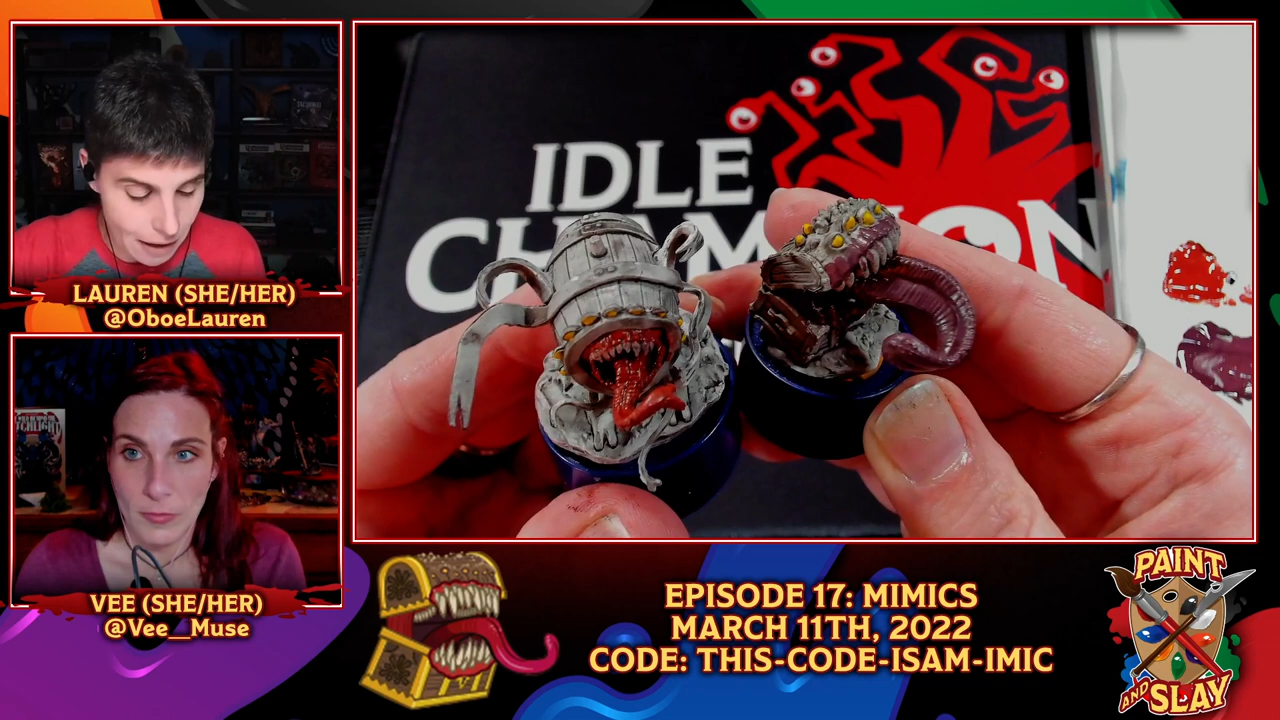 LAUREN (SHE/HER)
@OboeLauren
VEE (SHE/HER)
@Vee__Muse
IDLE
EPISODE 17: MIMICS
MARCH 11TH, 2022
CODE: THIS-CODE-ISAM-IMIC
PAINT
AND SLAY